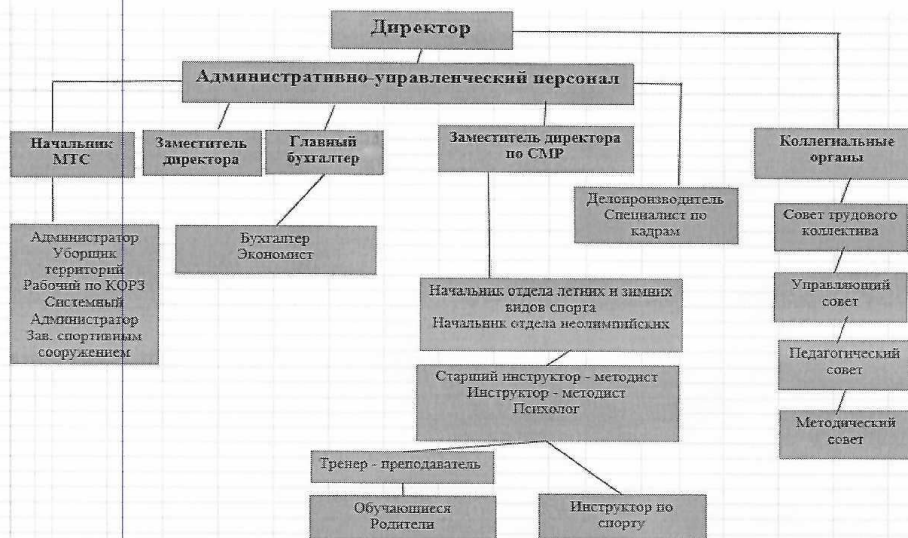 Директор
Административно-управленческий персонал
Начальник
МТС
Заместитель
директора
Главный
бухгалтер
Заместитель директора
по СМР
Коллегиальные
органы
Делопроизводитель
Специалист по
кадрам
Администратор
Уборщик
территорий
Рабочий по КОРЗ
Системный
Администратор
Зав. спортивным
сооружением
Бухгалтер
Экономист
Совет трудового
коллектива
Начальник отдела летних и зимних
видов спорта
Начальник отдела неолимпийских
Управляющий
совет
Старший инструктор - методист
Инструктор - методист
Психолог
Педагогический
совет
Методический
совет
Тренер - преподаватель
Обучающиеся
Родители
Инструктор по
спорту